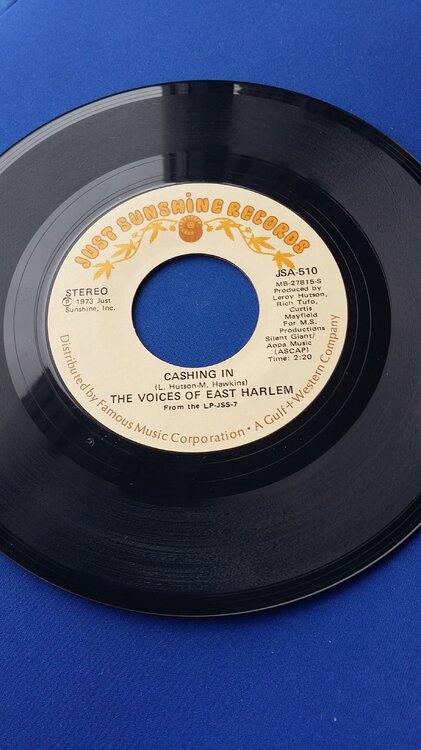 JUST SUNSHINE RECORDS
STEREO
℗ 1973 Just
Sunshine, Inc.
JSA-510
MB-27815-S
Produced by
Leroy Hutson,
Rich Tufo,
Curtis
Mayfield
For M.S.
Productions
Silent Giant/
Aopa Music
(ASCAP)
Time: 2:20
CASHING IN
(L. Hutson-M. Hawkins)
THE VOICES OF EAST HARLEM
From the LP-JSS-7
Distributed by Famous Music Corporation • A Gulf+Western Company